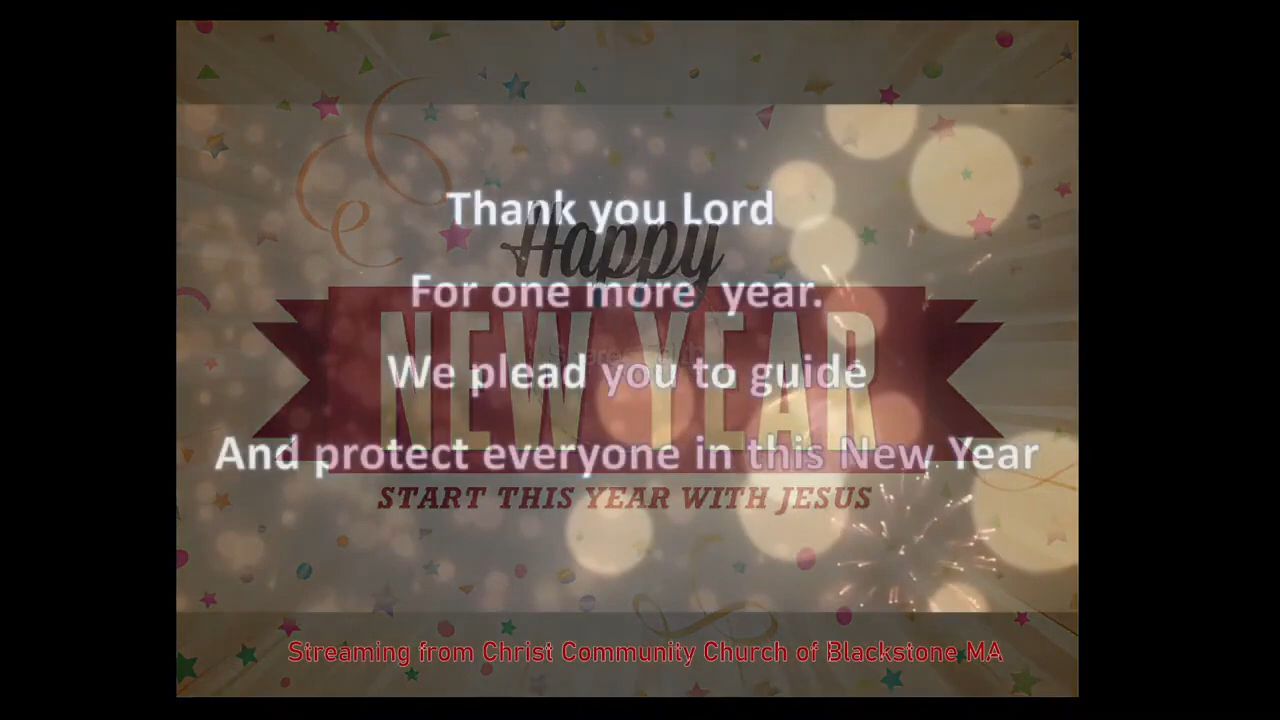 Thank you Lord
Happy
For one more year.
NEW YEAR
We plead you to guide
And protect everyone in this New Year
START THIS YEAR WITH JESUS
Streaming from Christ Community Church of Blackstone MA